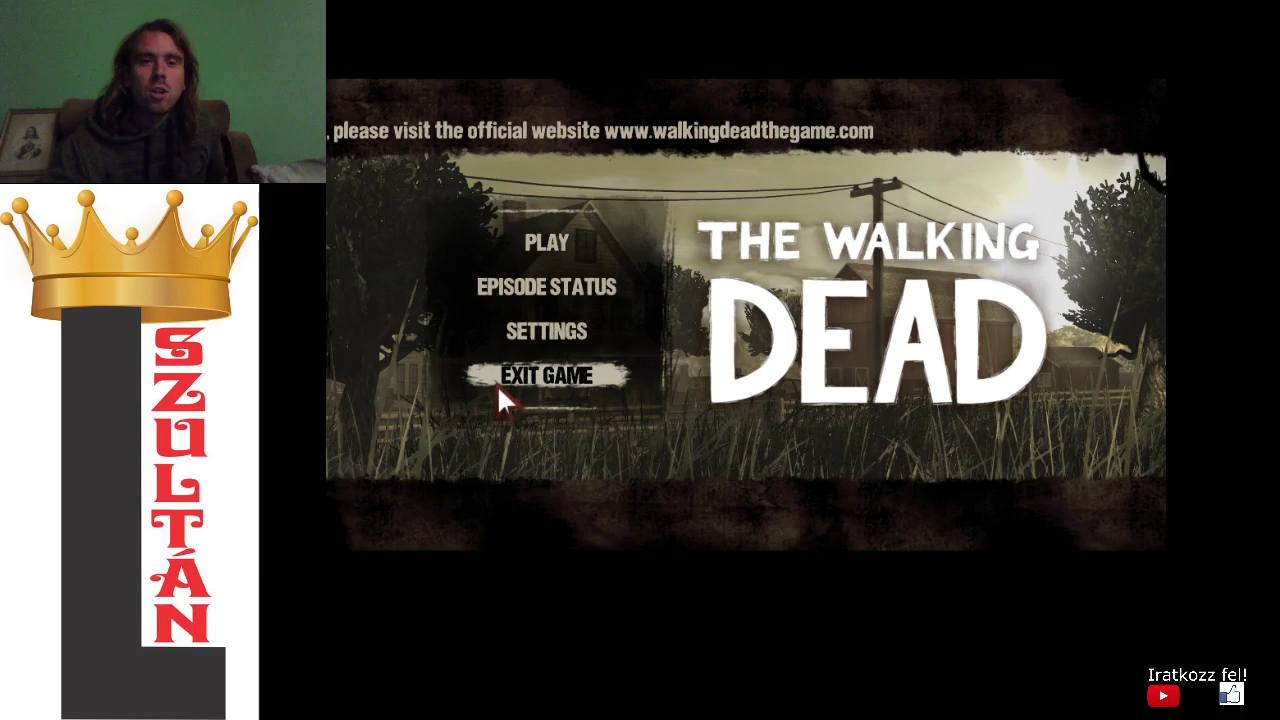 , please visit the official website www.walkingdeadthegame.com
PLAY
EPISODE STATUS
SETTINGS
EXIT GAME
THE WALKING
DEAD
L
SZULTÁN
Iratkozz fel!